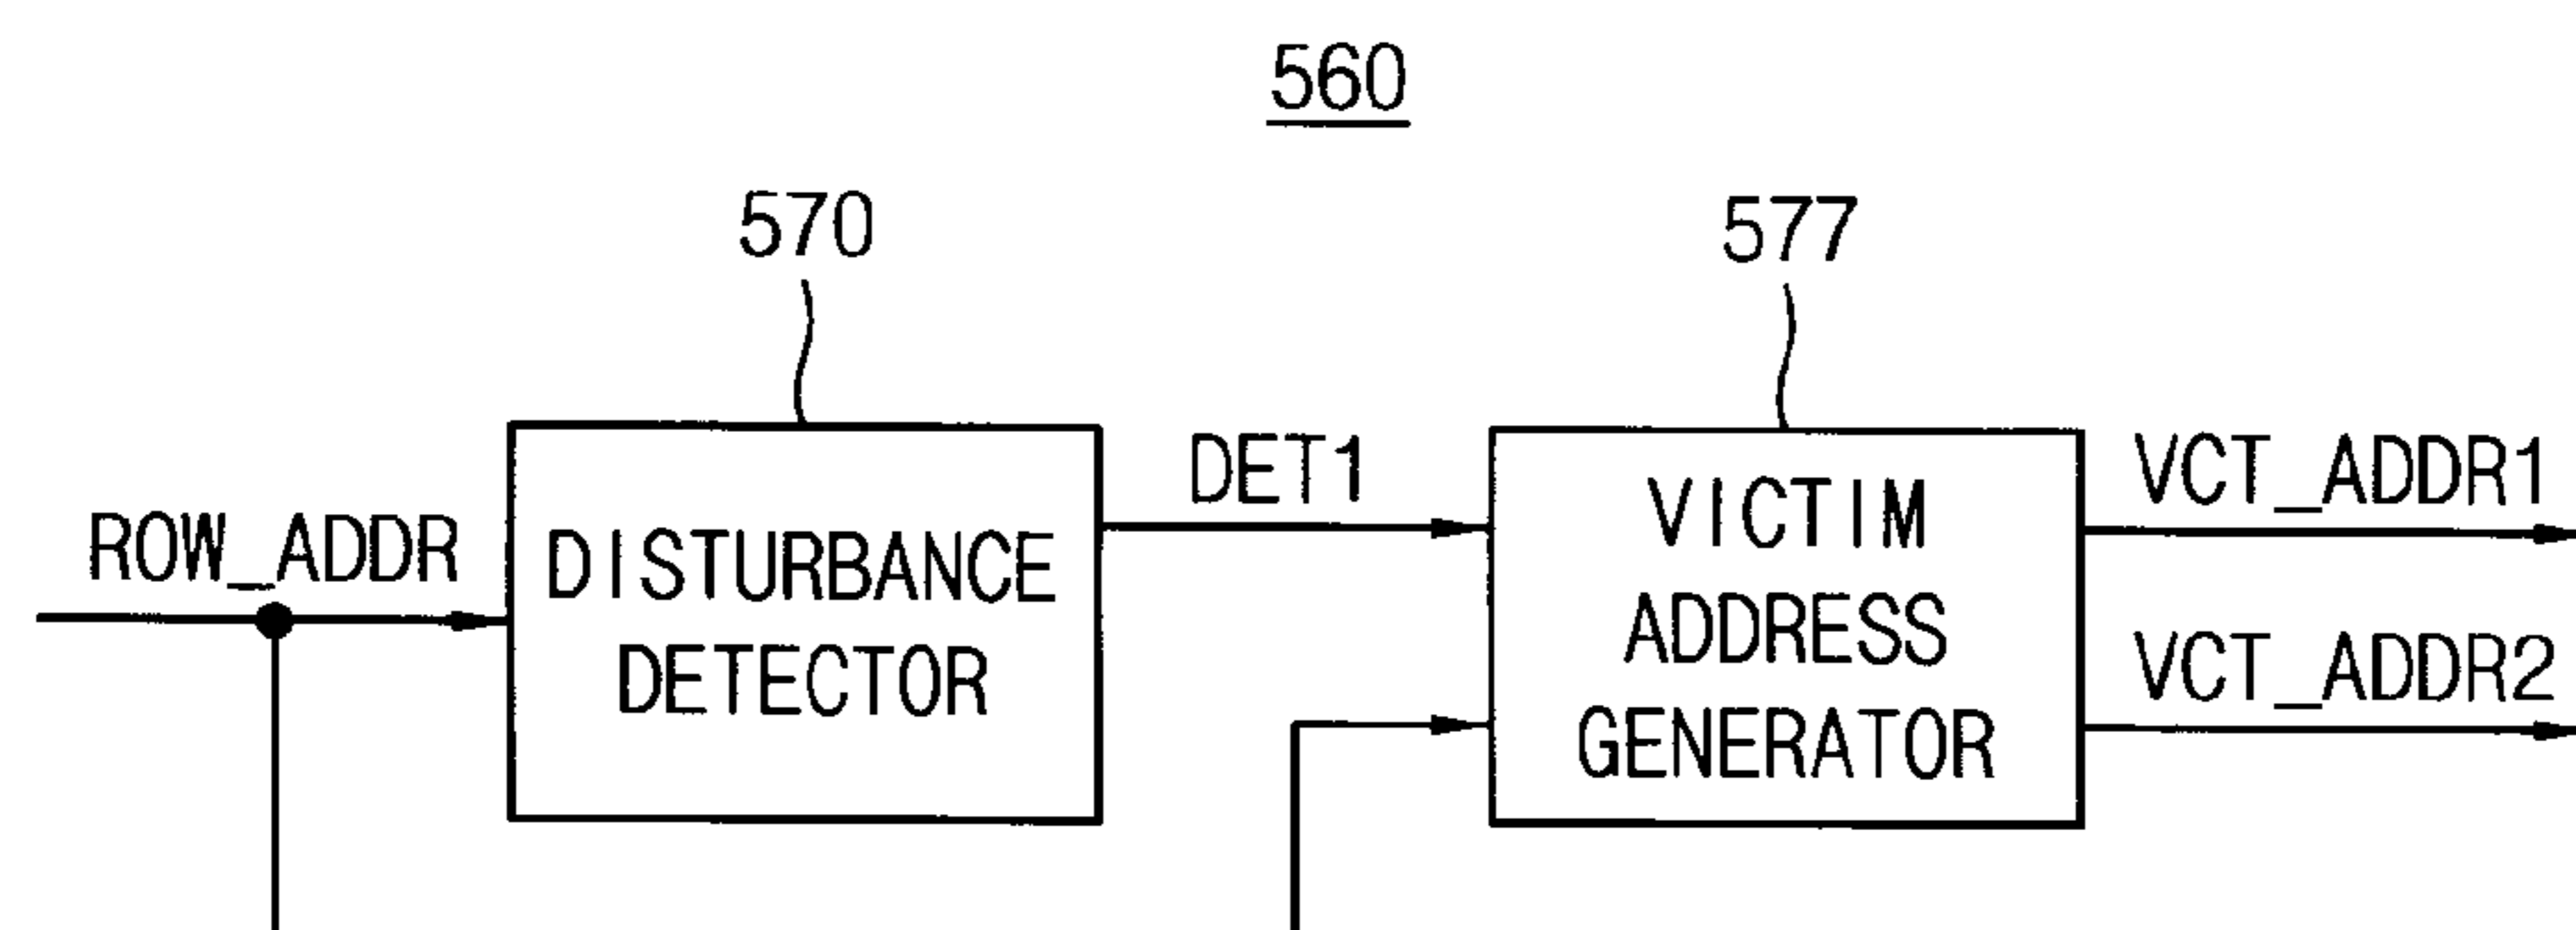 560
570
577
ROW_ADDR
DISTURBANCE
DETECTOR
DET1
VICTIM
ADDRESS
GENERATOR
VCT_ADDR1
VCT_ADDR2